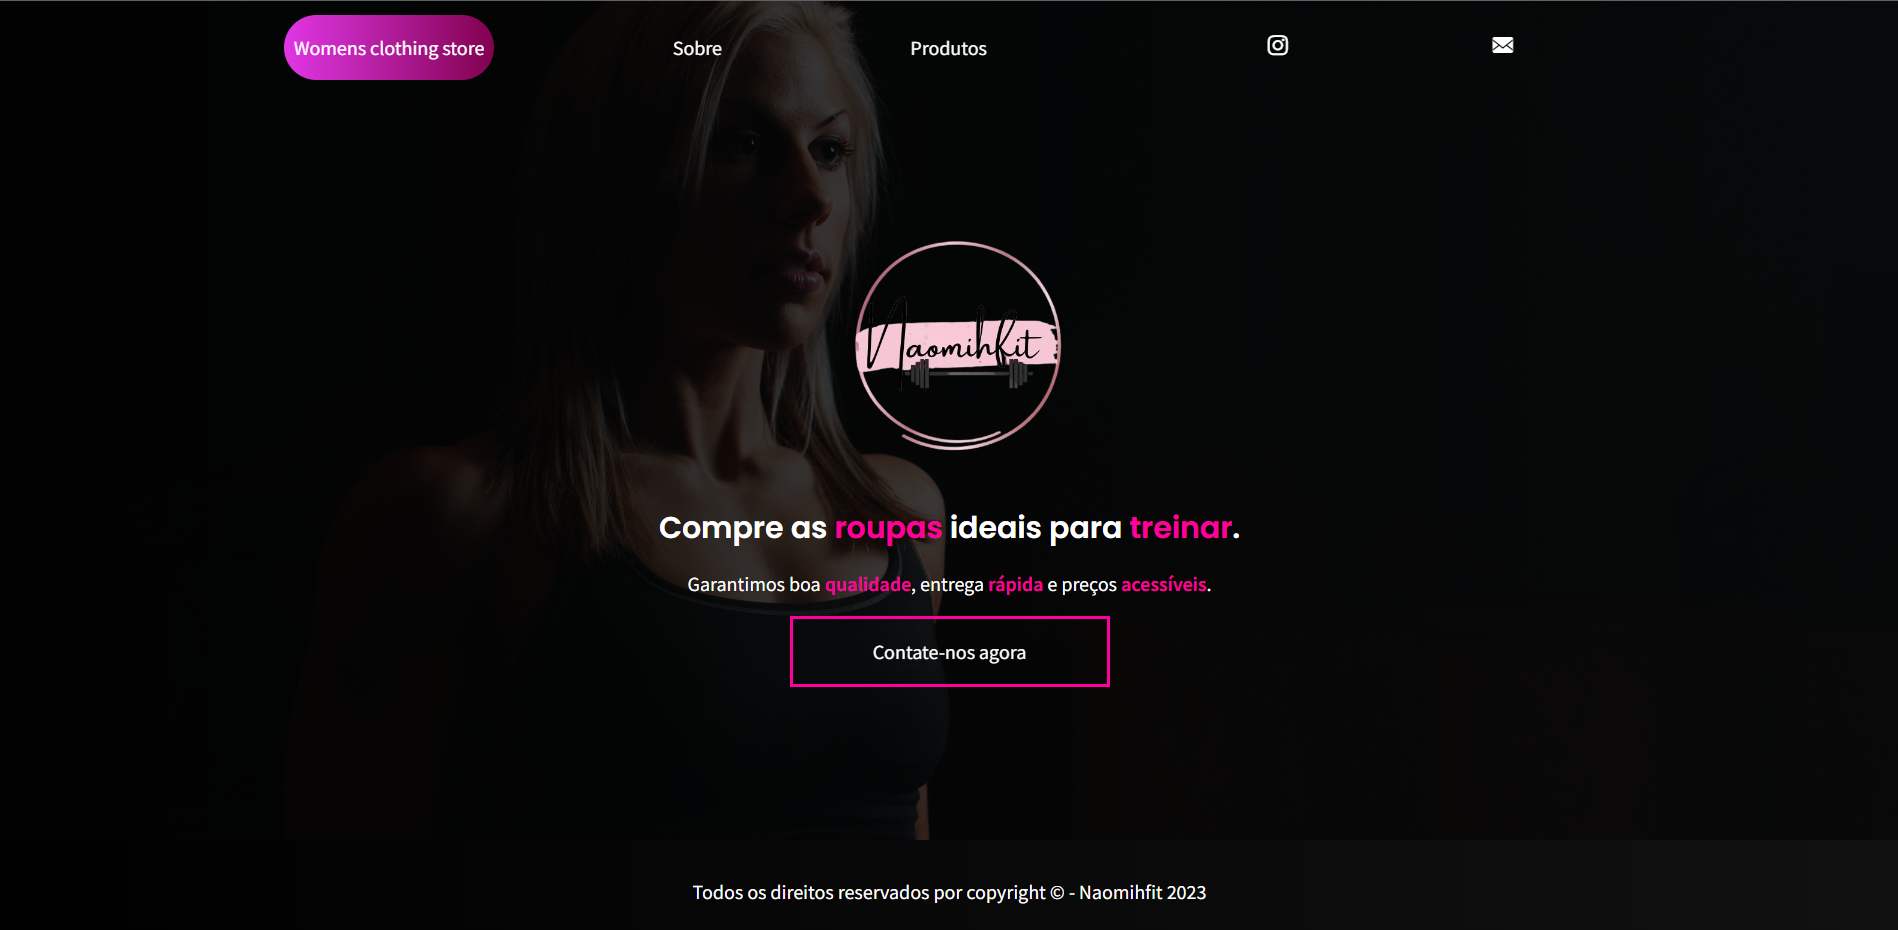 Womens clothing store
Sobre
Produtos
Naomihfit
Compre as roupas ideais para treinar.
Garantimos boa qualidade, entrega rápida e preços acessíveis.
Contate-nos agora
Todos os direitos reservados por copyright © - Naomihfit 2023